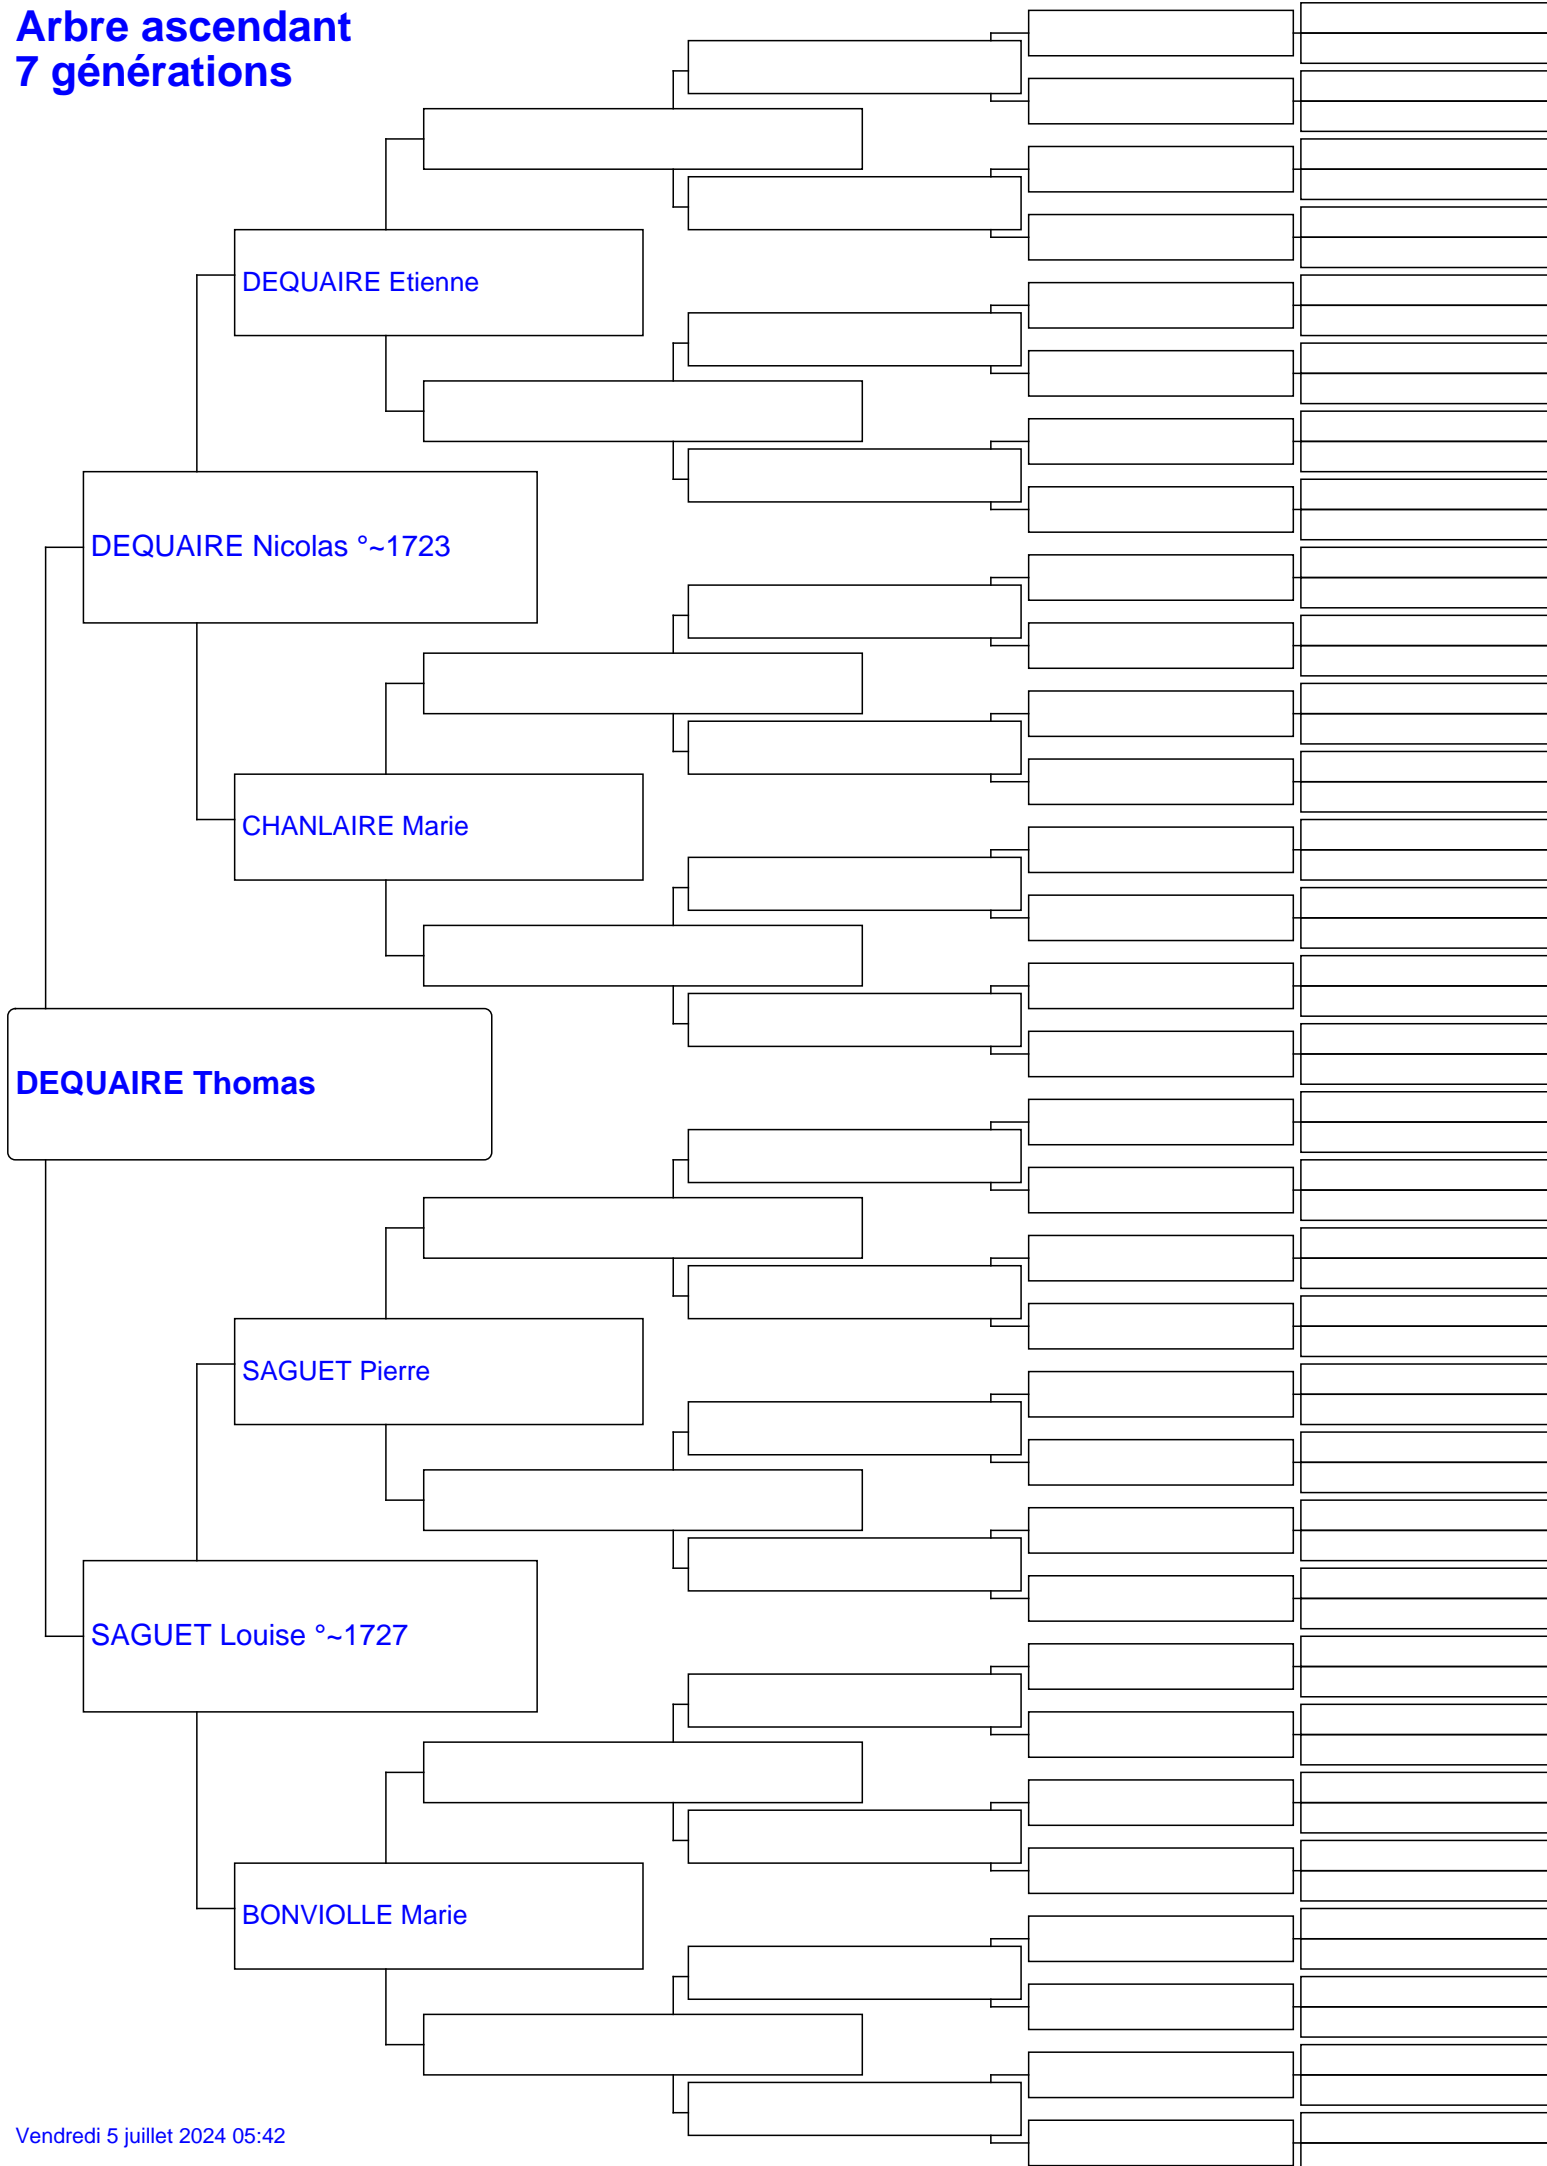 Arbre ascendant
7 générations
DEQUAIRE Etienne
DEQUAIRE Nicolas °~1723
CHANLAIRE Marie
DEQUAIRE Thomas
SAGUET Pierre
SAGUET Louise °~1727
BONVIOLLE Marie
Vendredi 5 juillet 2024 05:42